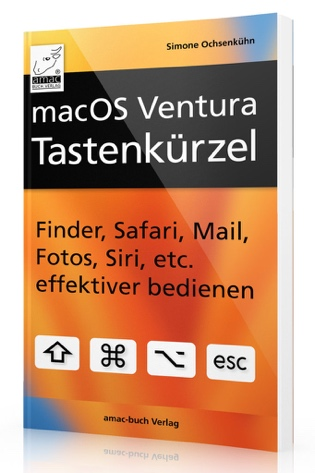 Simone Ochsenkühn
amac
BUCH VERLAG
macOS Ventura
Tastenkürzel
Finder, Safari, Mail,
Fotos, Siri, etc.
effektiver bedienen
⇧ ⌘ ⌥ esc
amac-buch Verlag